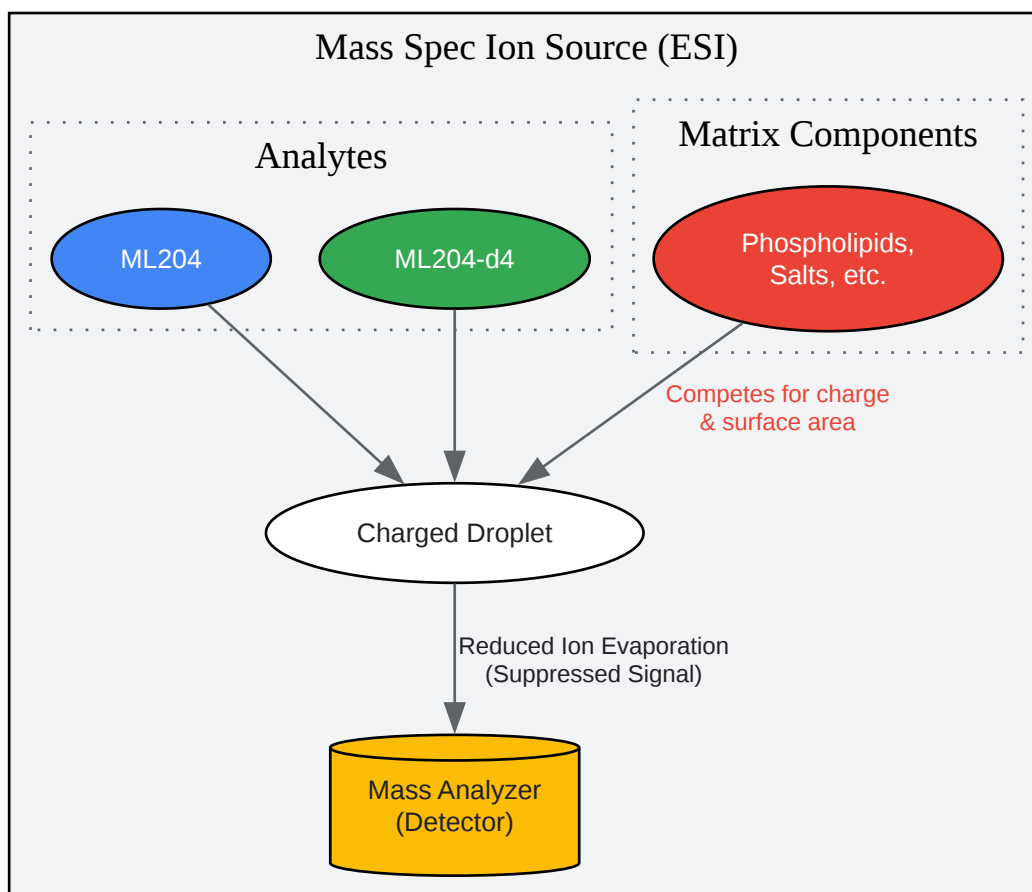 Mass Spec Ion Source (ESI)
Analytes
Matrix Components
ML204
ML204-d4
Phospholipids,
Salts, etc.
Competes for charge
& surface area
Charged Droplet
Reduced Ion Evaporation
(Suppressed Signal)
Mass Analyzer
(Detector)